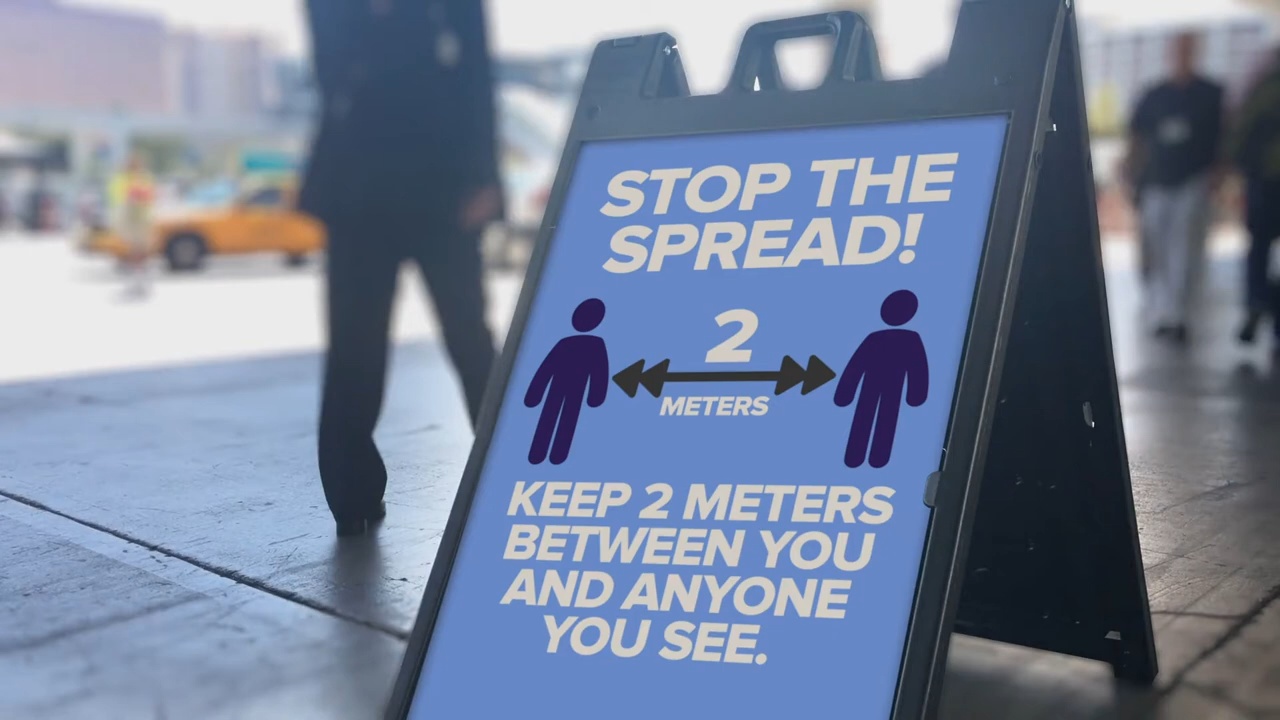 STOP THE
SPREAD!
2
METERS
KEEP 2 METERS
BETWEEN YOU
AND ANYONE
YOU SEE.